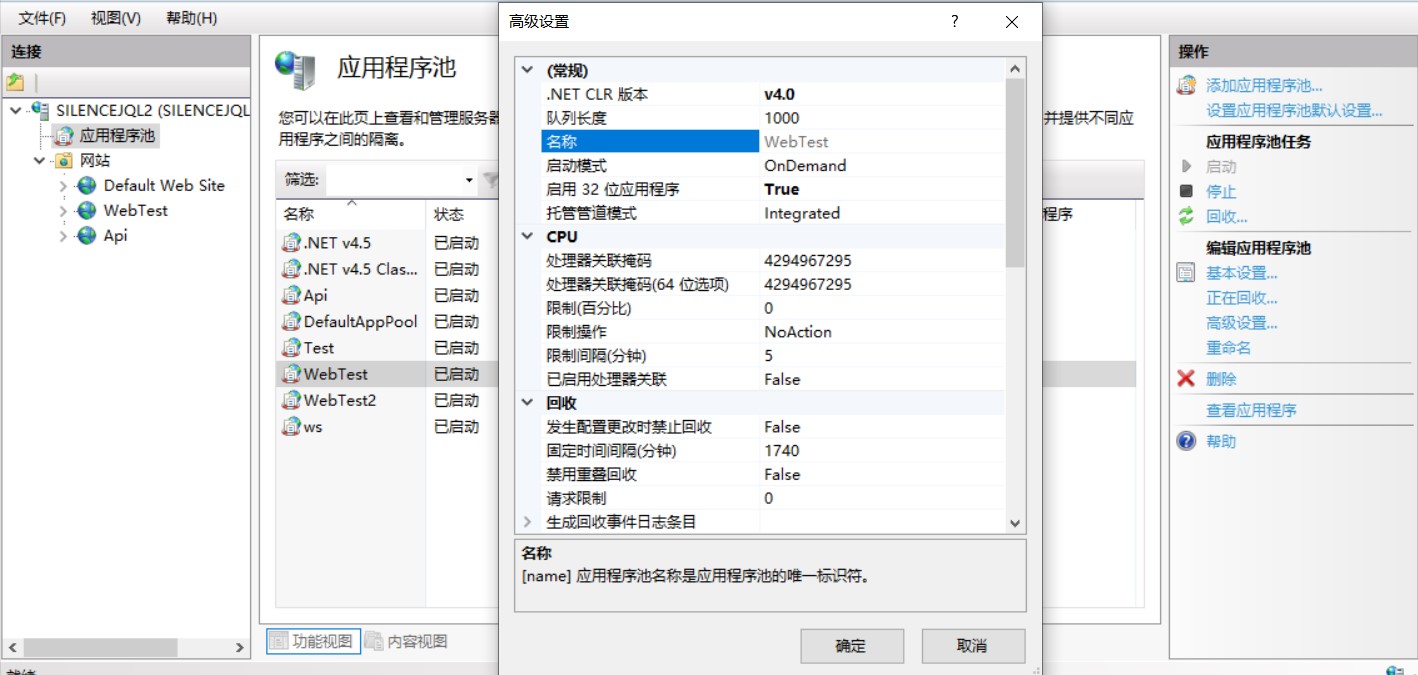 文件(F) 视图(V) 帮助(H)
连接
SILENCEJQL2 (SILENCEJQL
应用程序池
网站
Default Web Site
WebTest
Api
应用程序池
您可以在此页上查看和管理服务器
并提供不同应
用程序之间的隔离。
筛选:
名称 状态
程序
.NET v4.5 已启动
.NET v4.5 Clas... 已启动
Api 已启动
DefaultAppPool 已启动
Test 已启动
WebTest 已启动
WebTest2 已启动
ws 已启动
功能视图 内容视图
就绪
高级设置 ?
(常规)
.NET CLR 版本 v4.0
队列长度 1000
名称 WebTest
启动模式 OnDemand
启用 32 位应用程序 True
托管管道模式 Integrated
CPU
处理器关联掩码 4294967295
处理器关联掩码(64 位选项) 4294967295
限制(百分比) 0
限制操作 NoAction
限制间隔(分钟) 5
已启用处理器关联 False
回收
发生配置更改时禁止回收 False
固定时间间隔(分钟) 1740
禁用重叠回收 False
请求限制 0
生成回收事件日志条目
名称
[name] 应用程序池名称是应用程序池的唯一标识符。
确定 取消
操作
添加应用程序池...
设置应用程序池默认设置...
应用程序池任务
启动
停止
回收...
编辑应用程序池
基本设置...
正在回收...
高级设置...
重命名
删除
查看应用程序
帮助